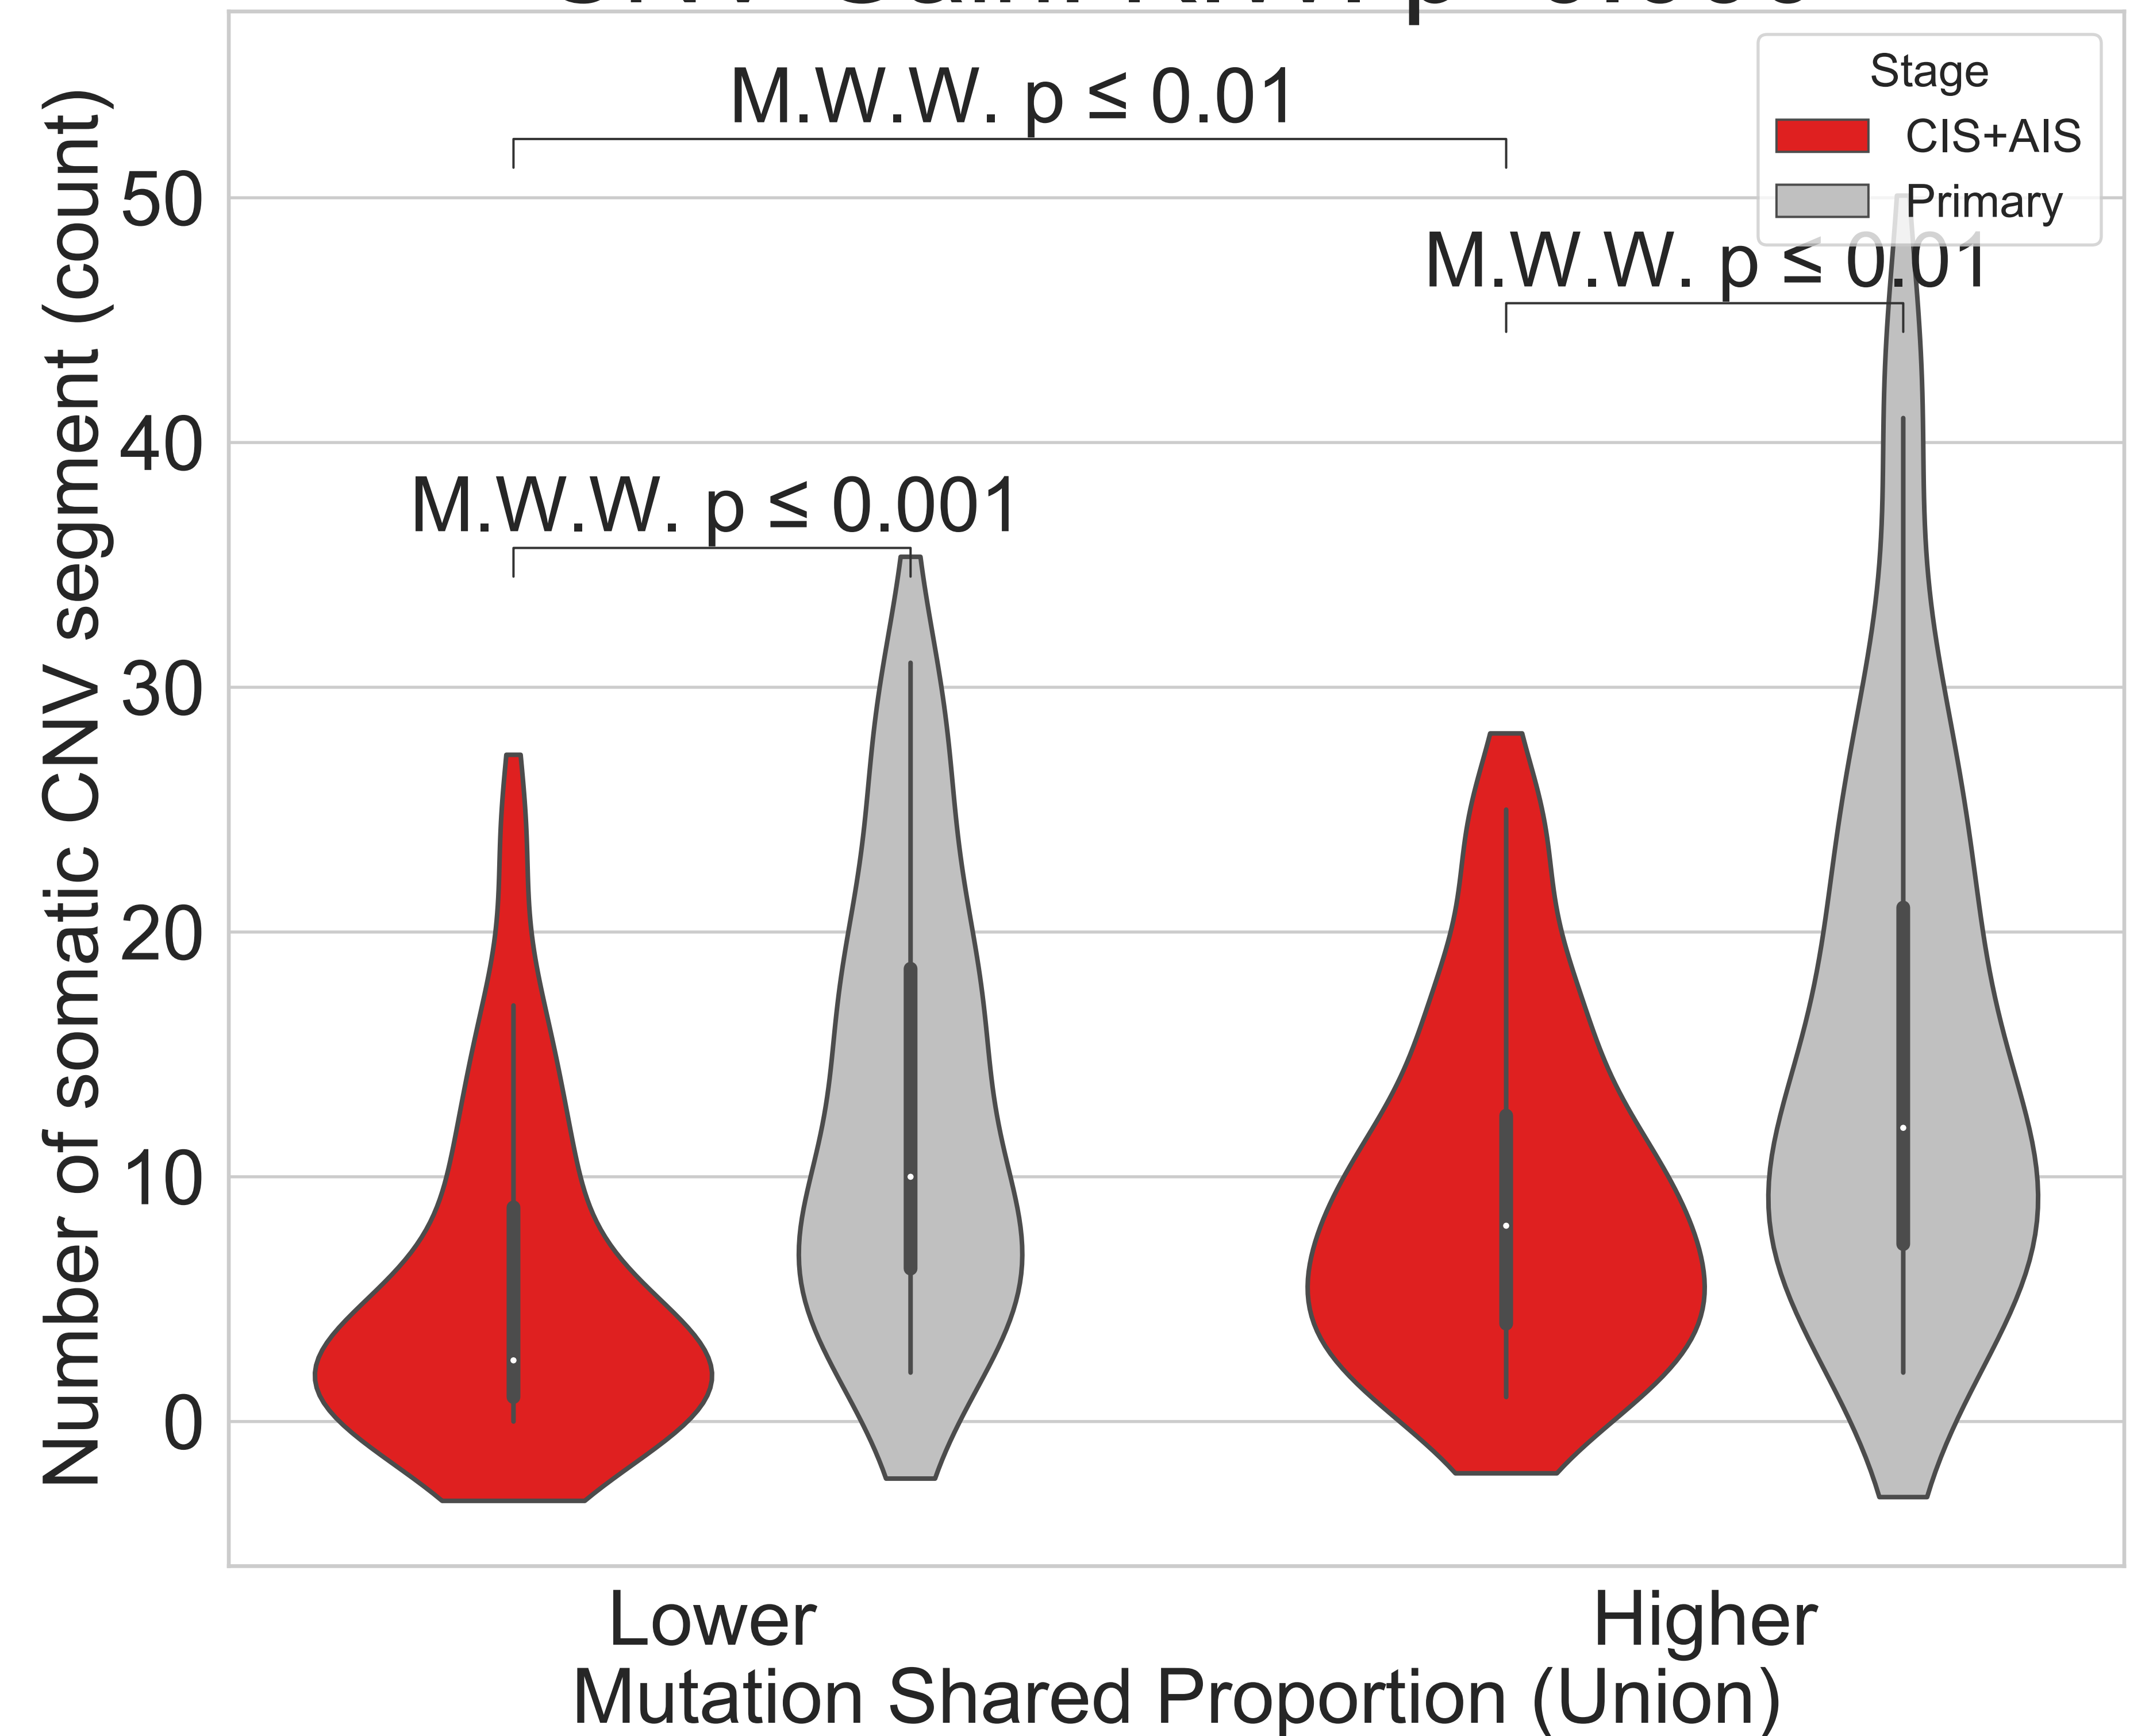 M.W.W. p ≤ 0.01
Stage
CIS+AIS
Primary
M.W.W. p ≤ 0.01
M.W.W. p ≤ 0.001
Number of somatic CNV segment (count)
50
40
30
20
10
0
Lower
Higher
Mutation Shared Proportion (Union)